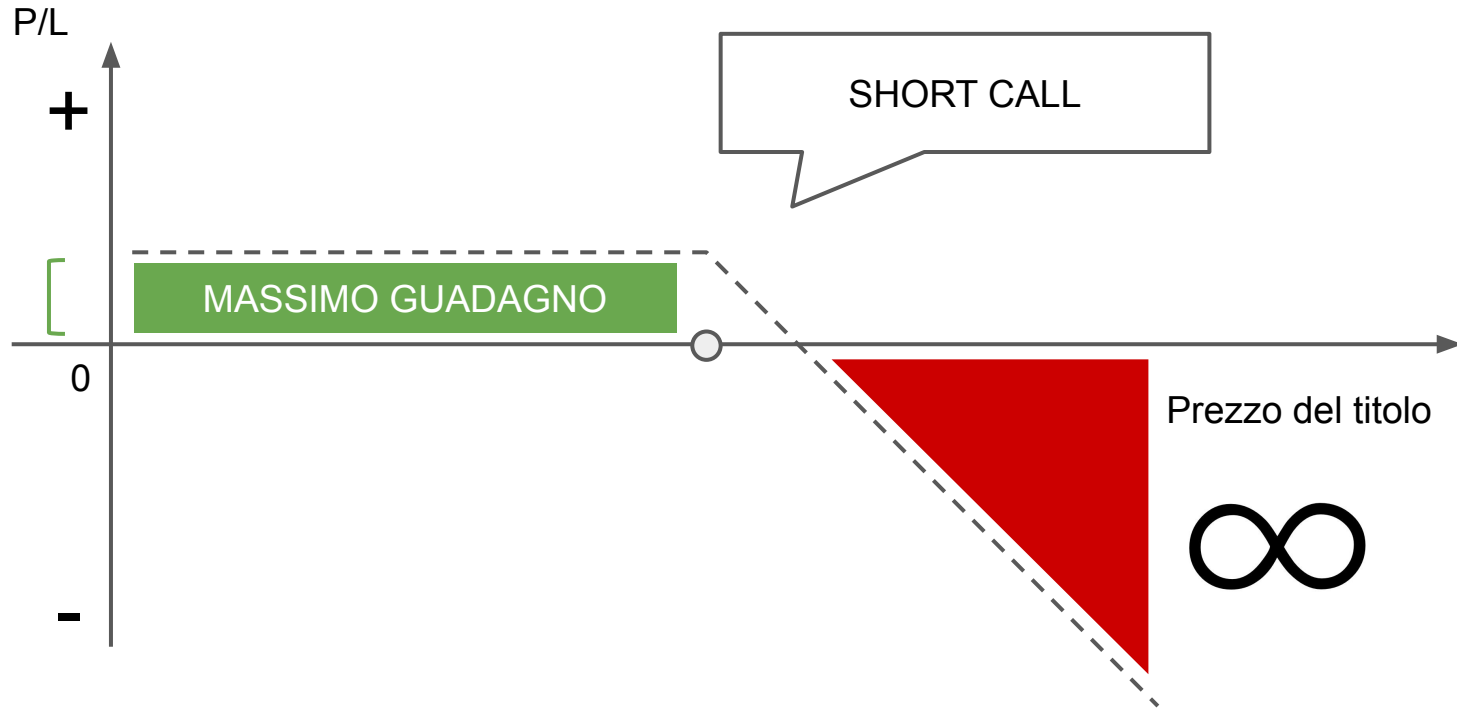 P/L
+
SHORT CALL
MASSIMO GUADAGNO
0
Prezzo del titolo
∞
-